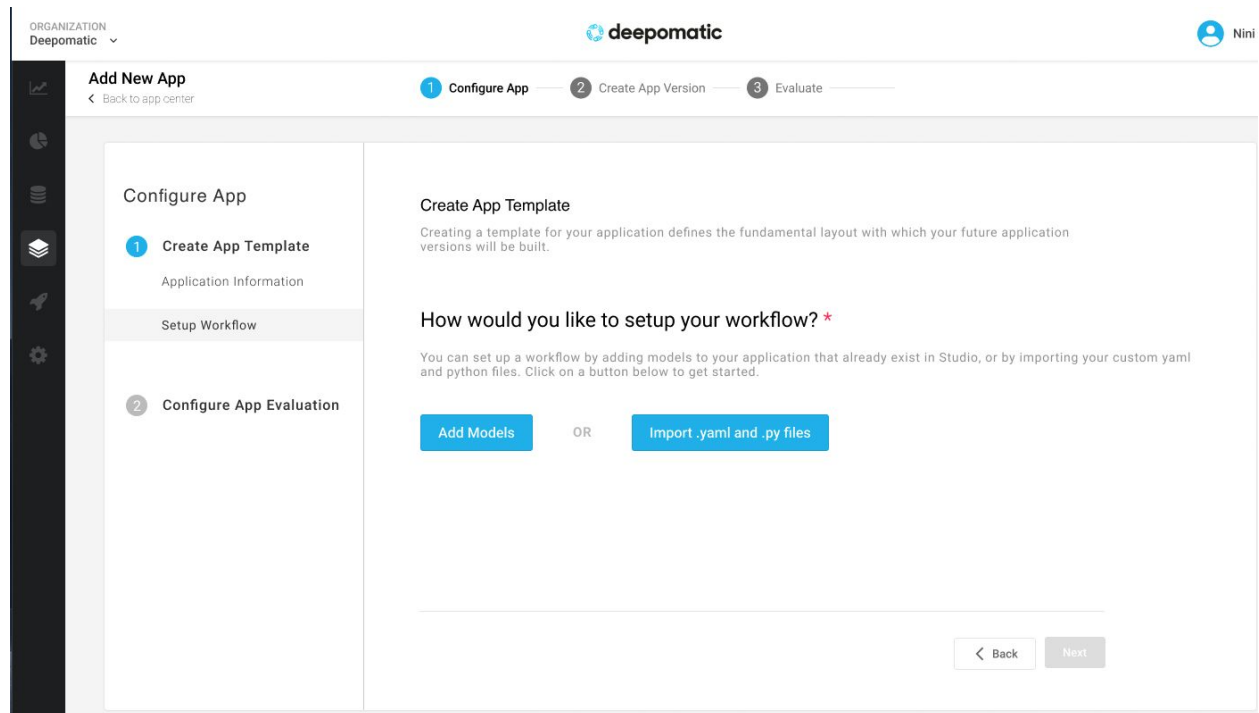 ORGANIZATION
Deepomatic
deepomatic
Nini
Add New App
Back to app center
1 Configure App
2 Create App Version
3 Evaluate
Configure App
1 Create App Template
Application Information
Setup Workflow
2 Configure App Evaluation
Create App Template
Creating a template for your application defines the fundamental layout with which your future application
versions will be built.
How would you like to setup your workflow? *
You can set up a workflow by adding models to your application that already exist in Studio, or by importing your custom yaml
and python files. Click on a button below to get started.
Add Models
OR
Import .yaml and .py files
Back
Next